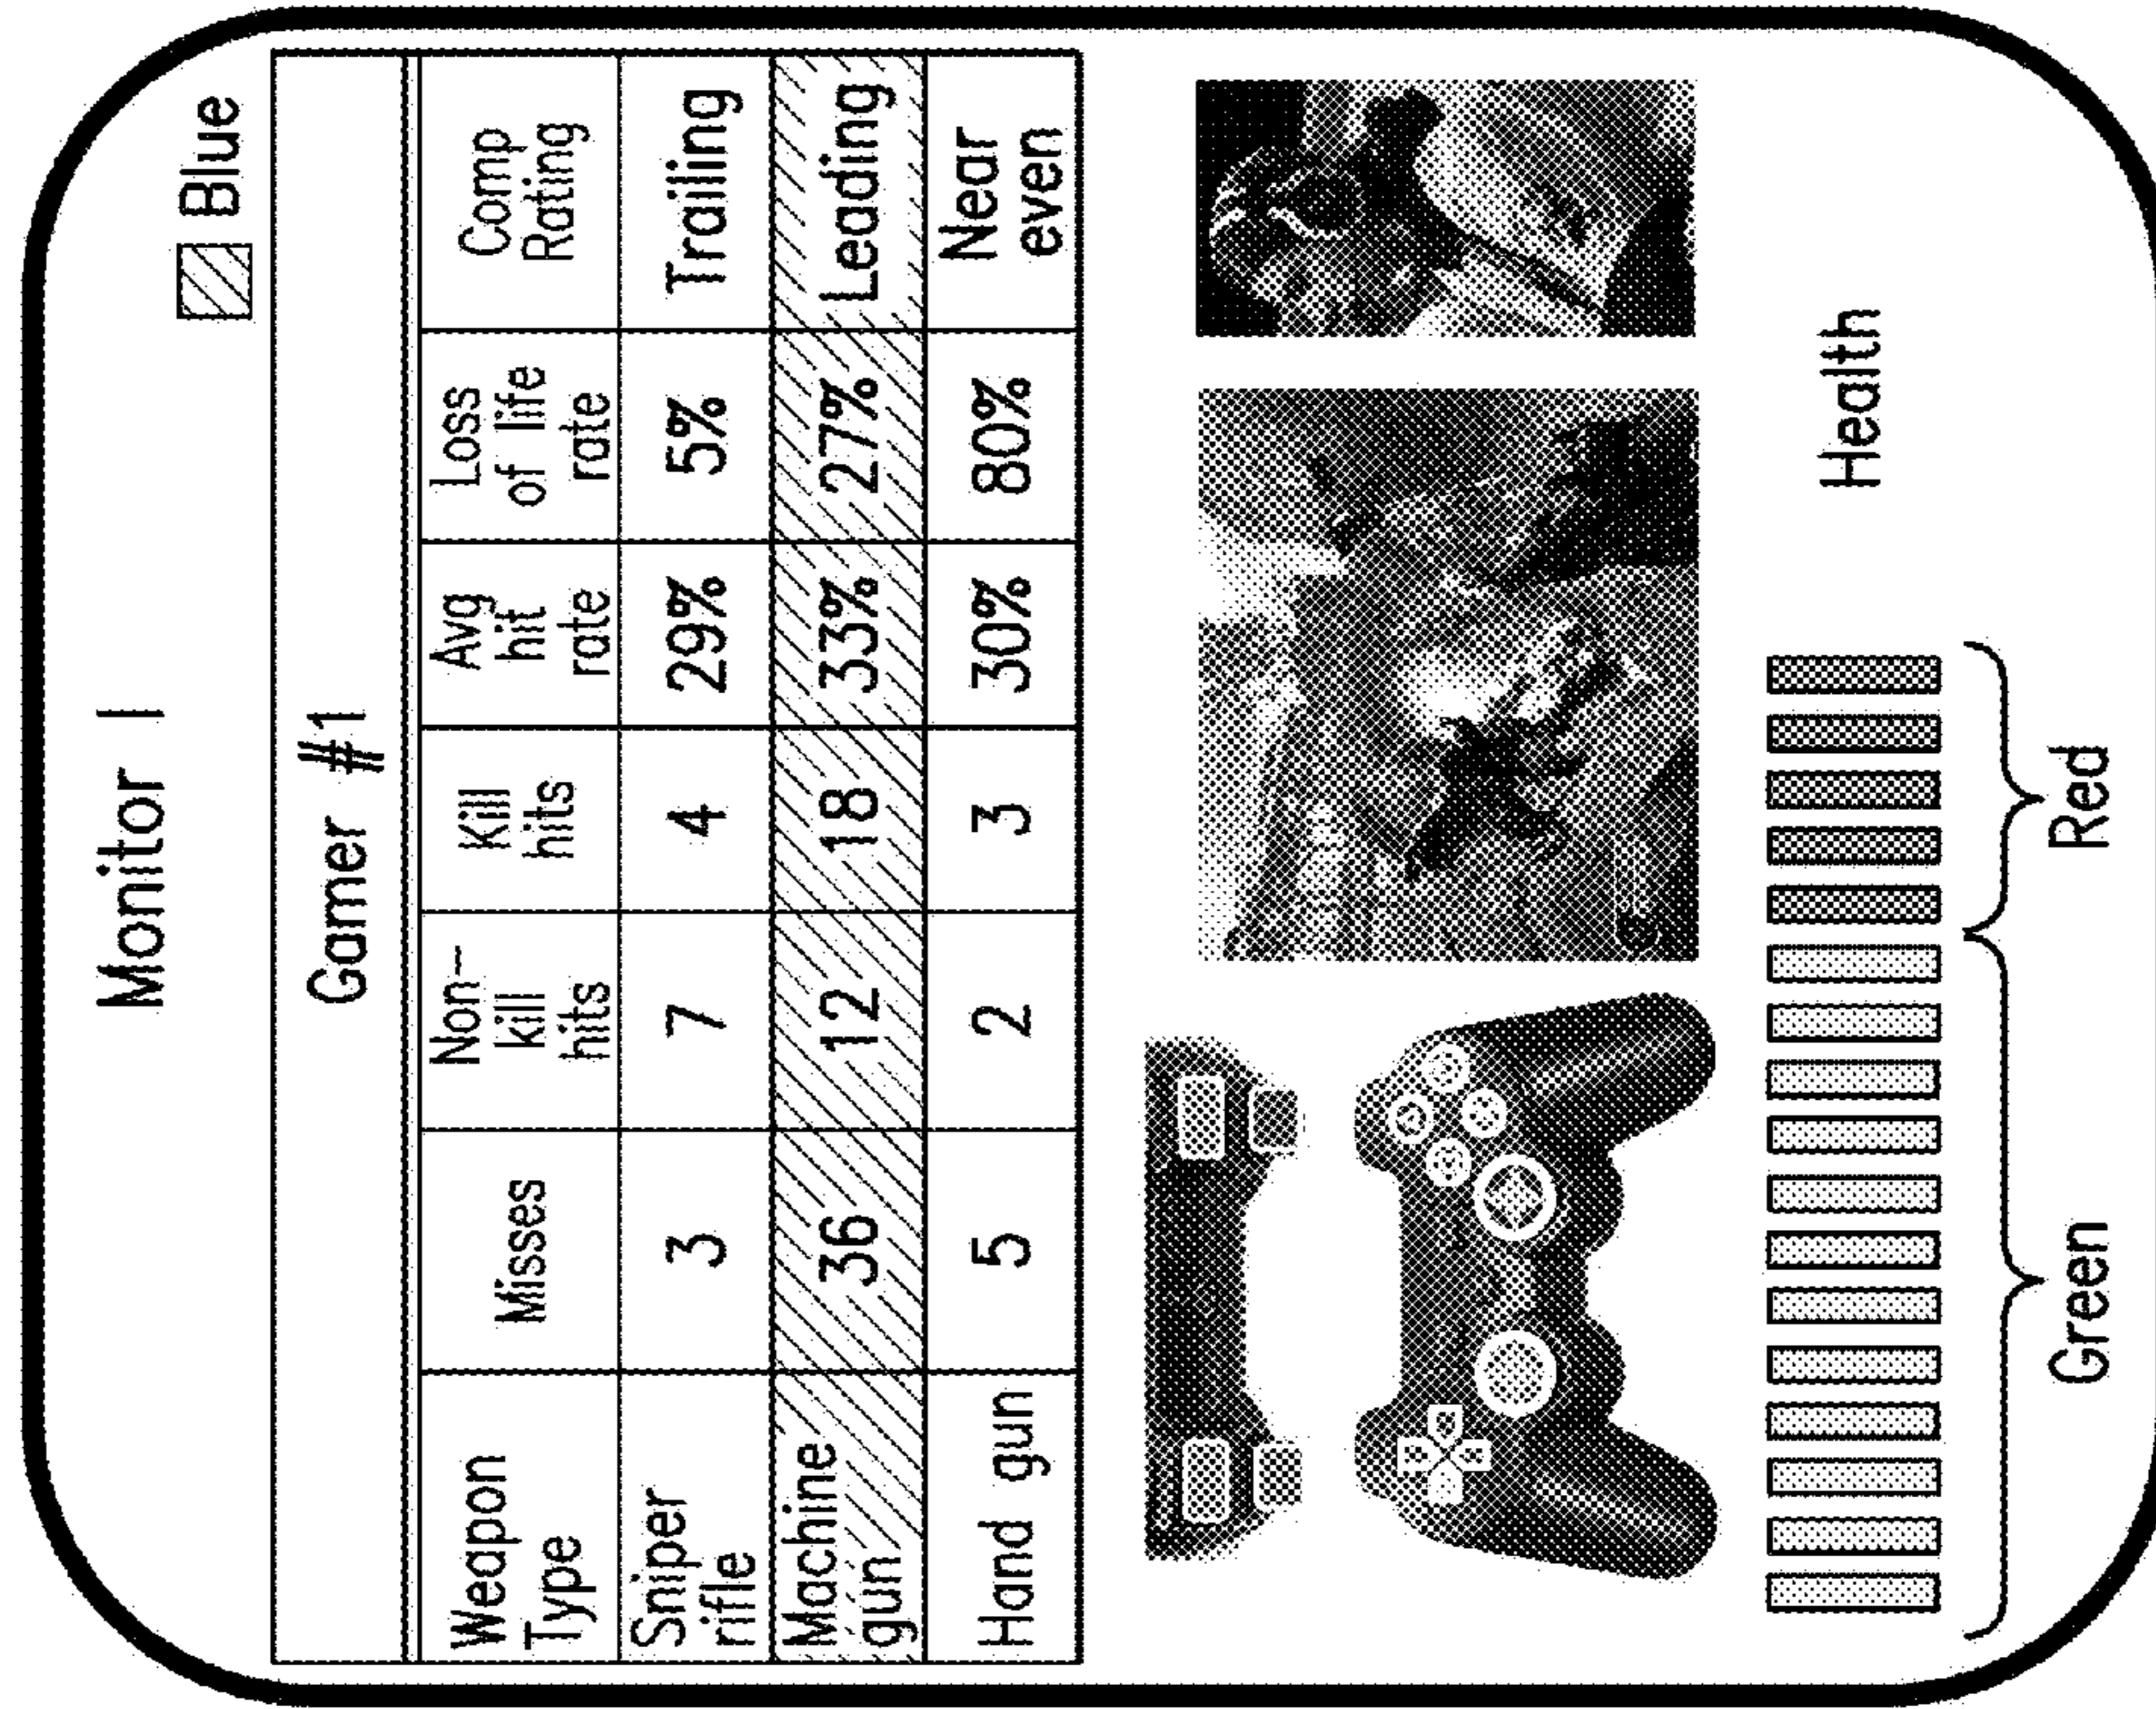 Monitor 1
Blue
Gamer #1
Weapon Type Misses Non-kill hits Kill hits Avg hit rate Loss of life rate Comp Rating
Sniper rifle 3 7 4 29% 5% Trailing
Machine gun 36 12 18 33% 27% Leading
Hand gun 5 2 3 30% 80% Near even
Health
Green Red